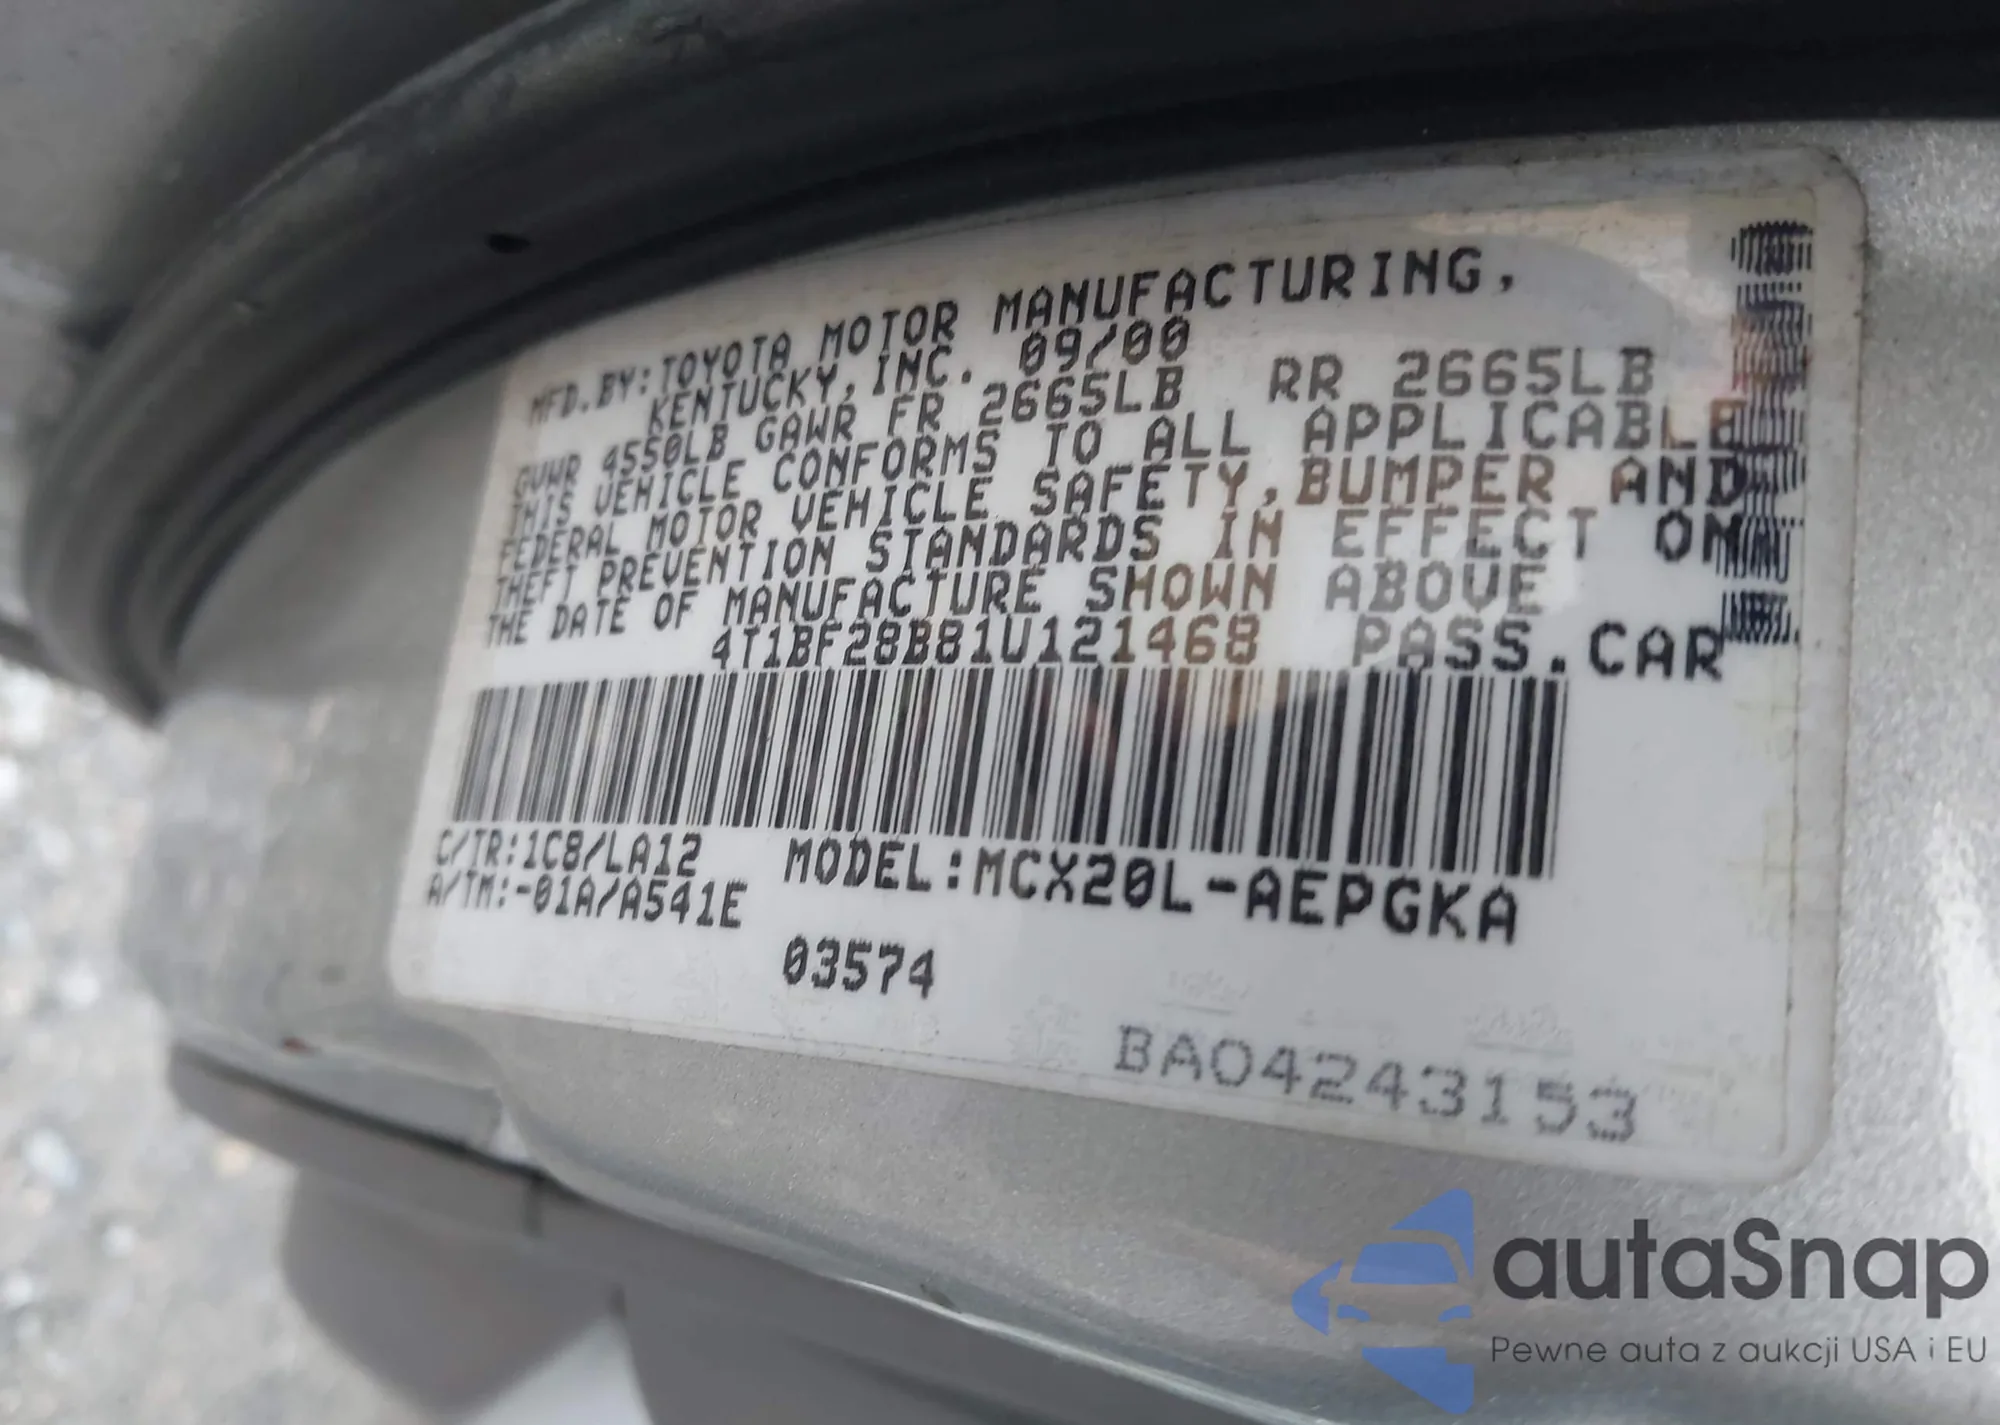 MFD.BY:TOYOTA MOTOR MANUFACTURING,
KENTUCKY,INC. 09/00
GVWR 4550LB GAWR FR 2665LB RR 2665LB
THIS VEHICLE CONFORMS TO ALL APPLICABLE
FEDERAL MOTOR VEHICLE SAFETY,BUMPER AND
THEFT PREVENTION STANDARDS IN EFFECT ON
THE DATE OF MANUFACTURE SHOWN ABOVE
4T1BF28B81U121468 PASS.CAR
C/TR:1C8/LA12 MODEL:MCX20L-AEPGKA
A/TM:-01A/A541E
03574
BA04243153
autaSnap
Pewne auta z aukcji USA i EU